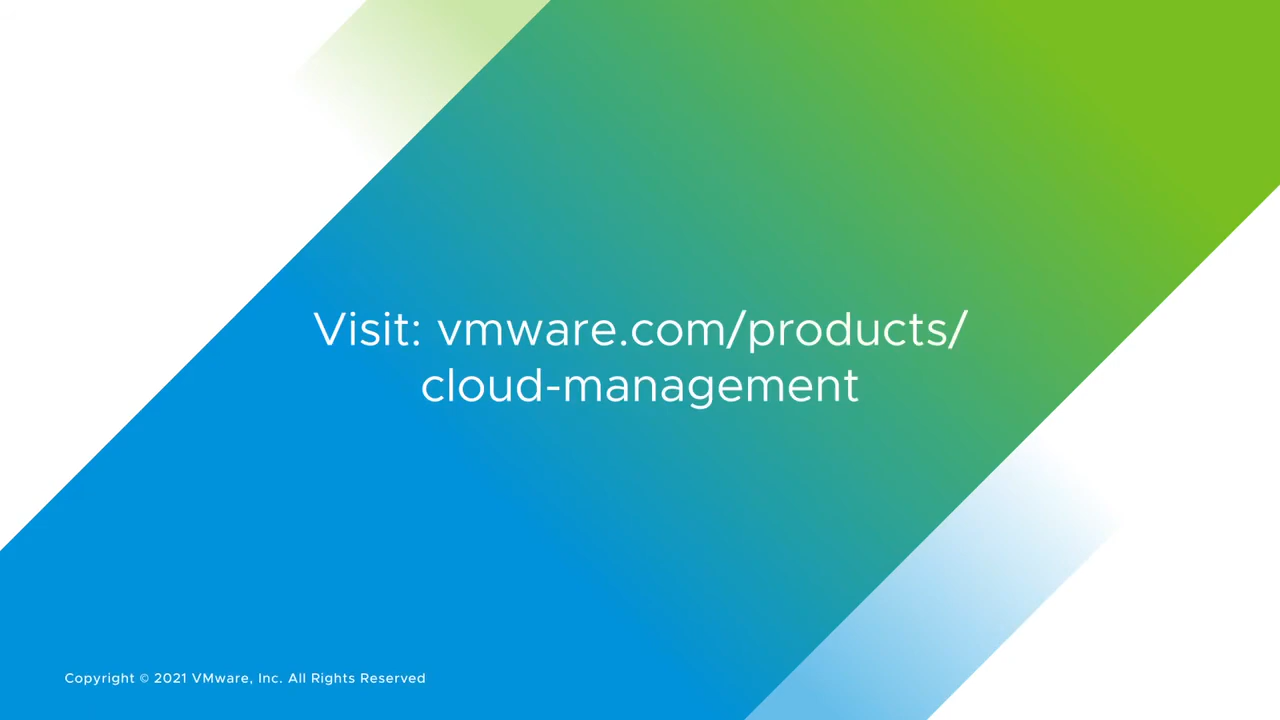 Visit: vmware.com/products/
cloud-management
Copyright © 2021 VMware, Inc. All Rights Reserved